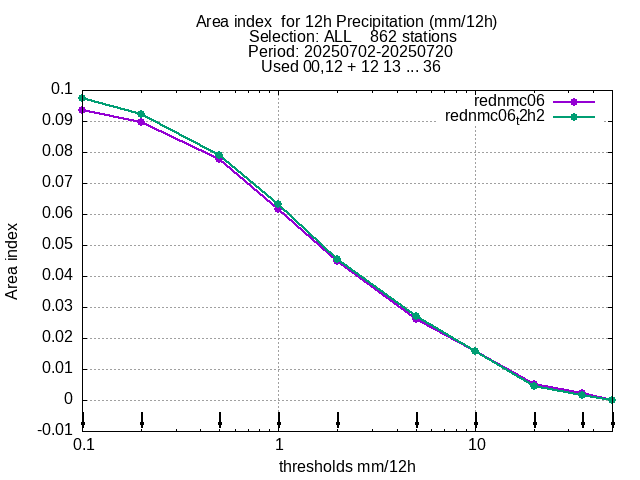 Area index  for 12h Precipitation (mm/12h)
Selection: ALL    862 stations
Period: 20250702-20250720
Used 00,12 + 12 13 ... 36
rednmc06
rednmc06_t2h2
0.1
0.09
0.08
0.07
0.06
0.05
0.04
0.03
0.02
0.01
0
-0.01
Area index
0.1 1 10
thresholds mm/12h